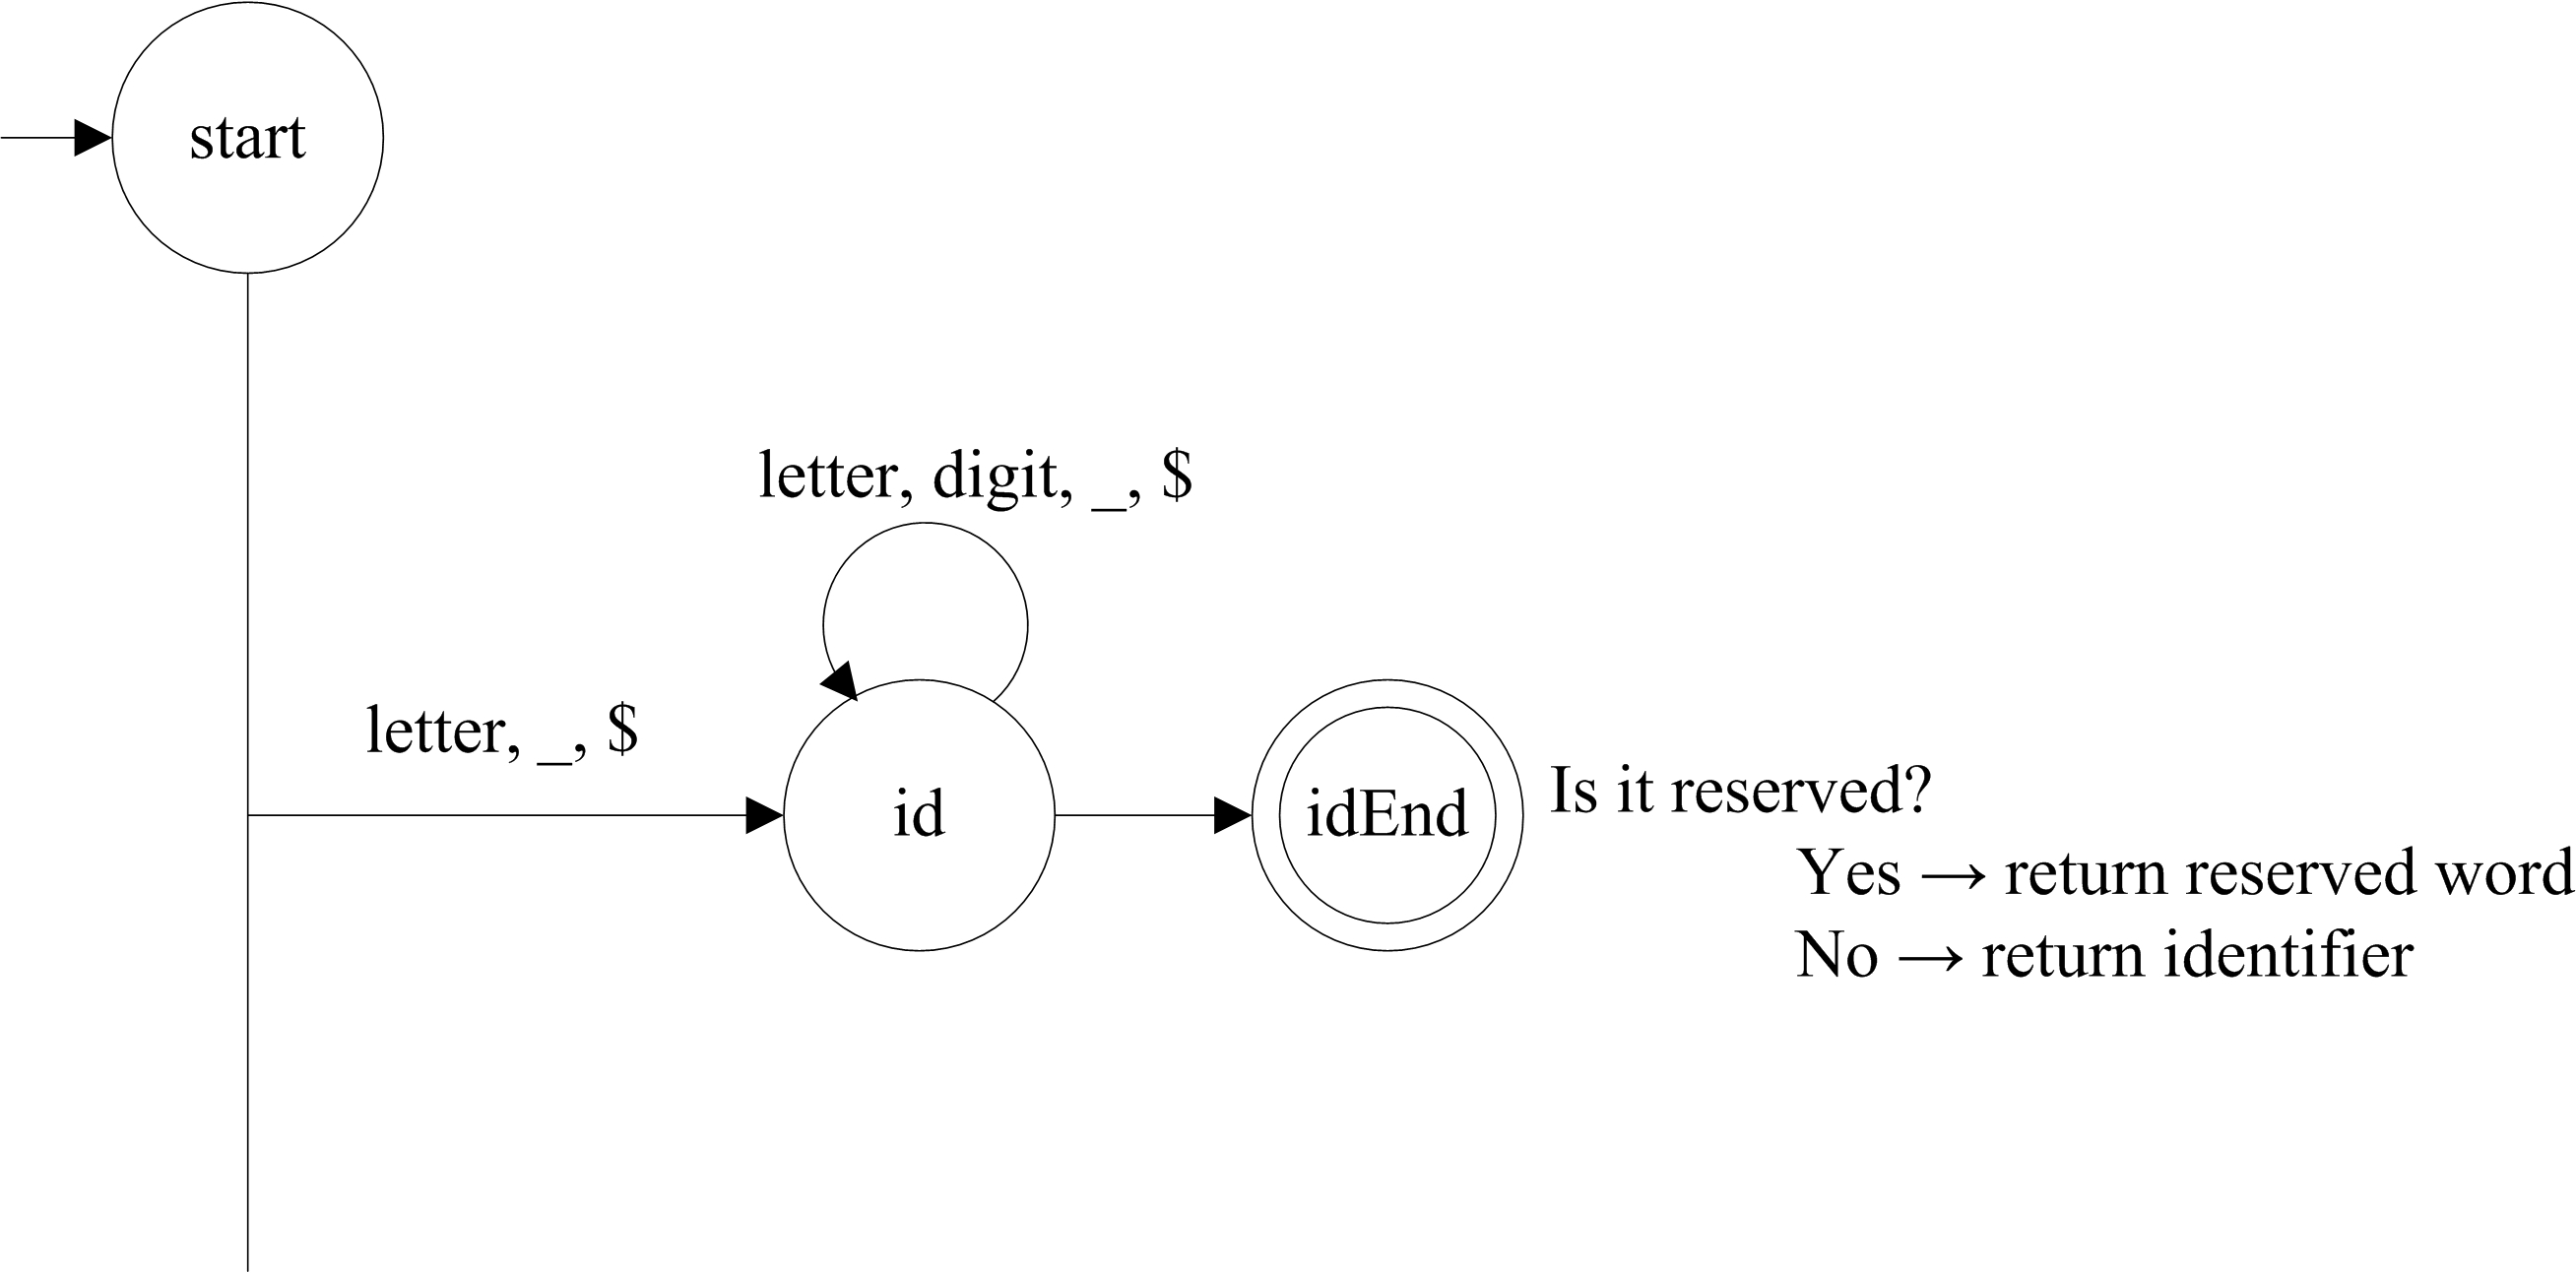 start
letter, digit, _, $
letter, _, $
id
idEnd
Is it reserved?
Yes → return reserved word
No → return identifier